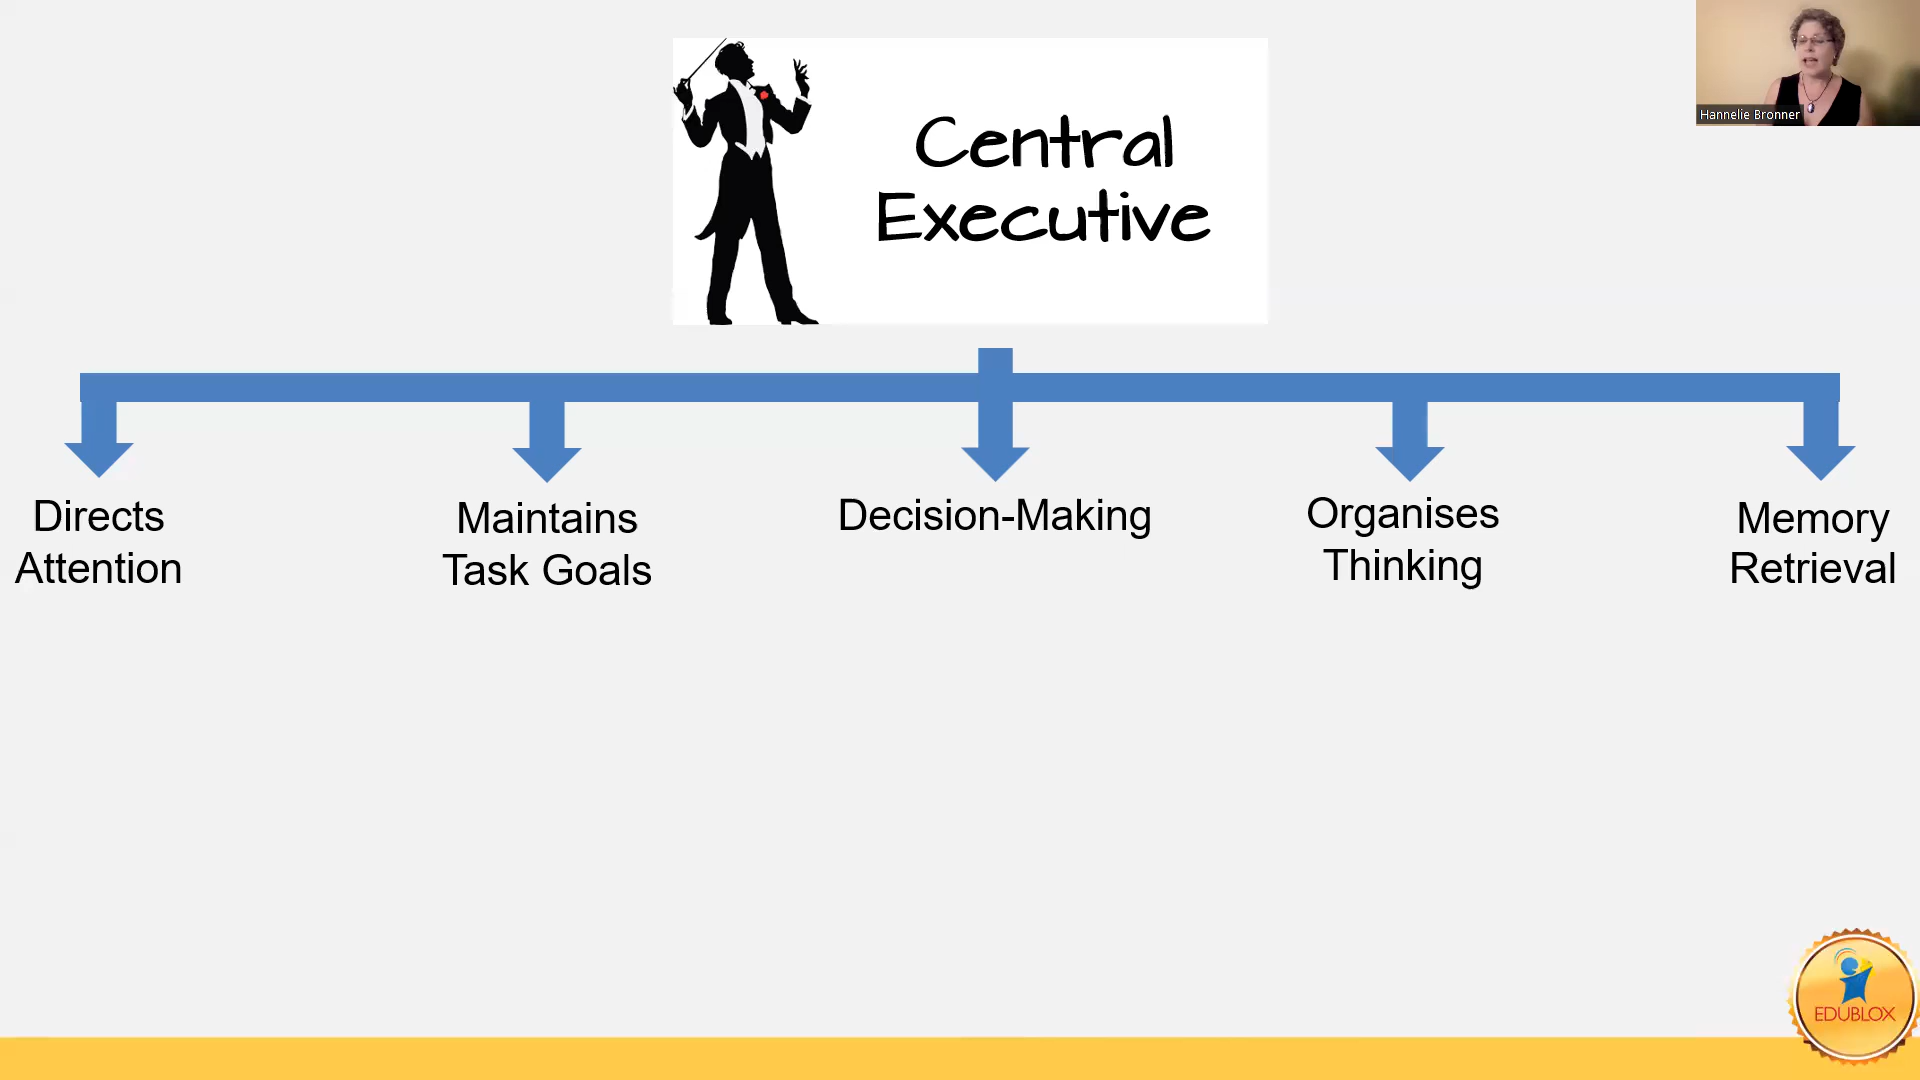 Hannelie Bronner
Central
Executive
Directs
Attention
Maintains
Task Goals
Decision-Making
Organises
Thinking
Memory
Retrieval
EDUBLOX